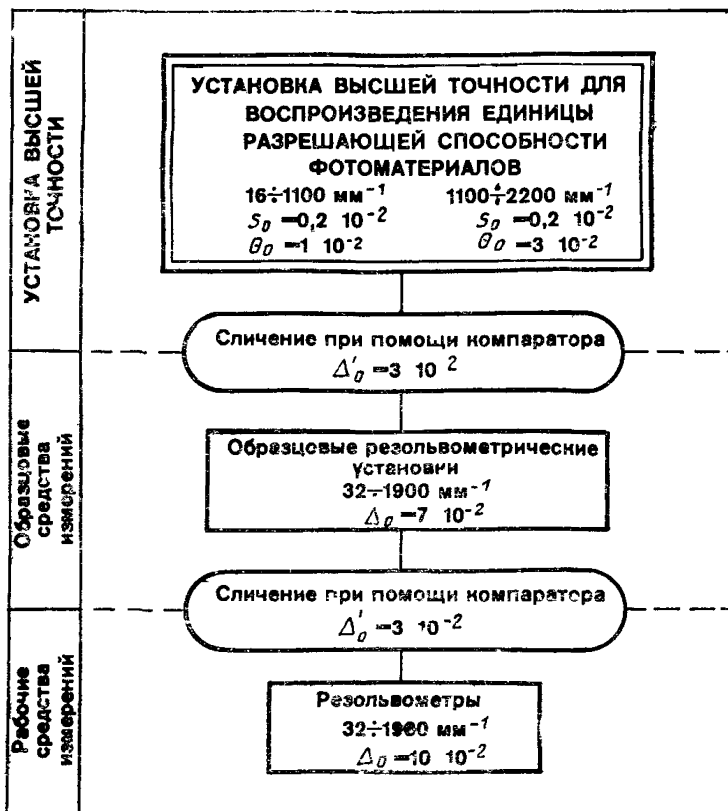 УСТАНОВКА ВЫСШЕЙ
ТОЧНОСТИ
УСТАНОВКА ВЫСШЕЙ ТОЧНОСТИ ДЛЯ
ВОСПРОИЗВЕДЕНИЯ ЕДИНИЦЫ
РАЗРЕШАЮЩЕЙ СПОСОБНОСТИ
ФОТОМАТЕРИАЛОВ
16÷1100 мм⁻¹ 1100÷2200 мм⁻¹
S₀ =0,2 10⁻² S₀ =0,2 10⁻²
θ₀ =1 10⁻² θ₀ =3 10⁻²
Сличение при помощи компаратора
Δ'₀ =3 10 ²
Образцовые
средства
измерений
Образцовые резольвометрические
установки
32÷1900 мм⁻¹
Δ₀ =7 10⁻²
Сличение при помощи компаратора
Δ'₀ =3 10⁻²
Рабочие
средства
измерений
Резольвометры
32÷1900 мм⁻¹
Δ₀ =10 10⁻²